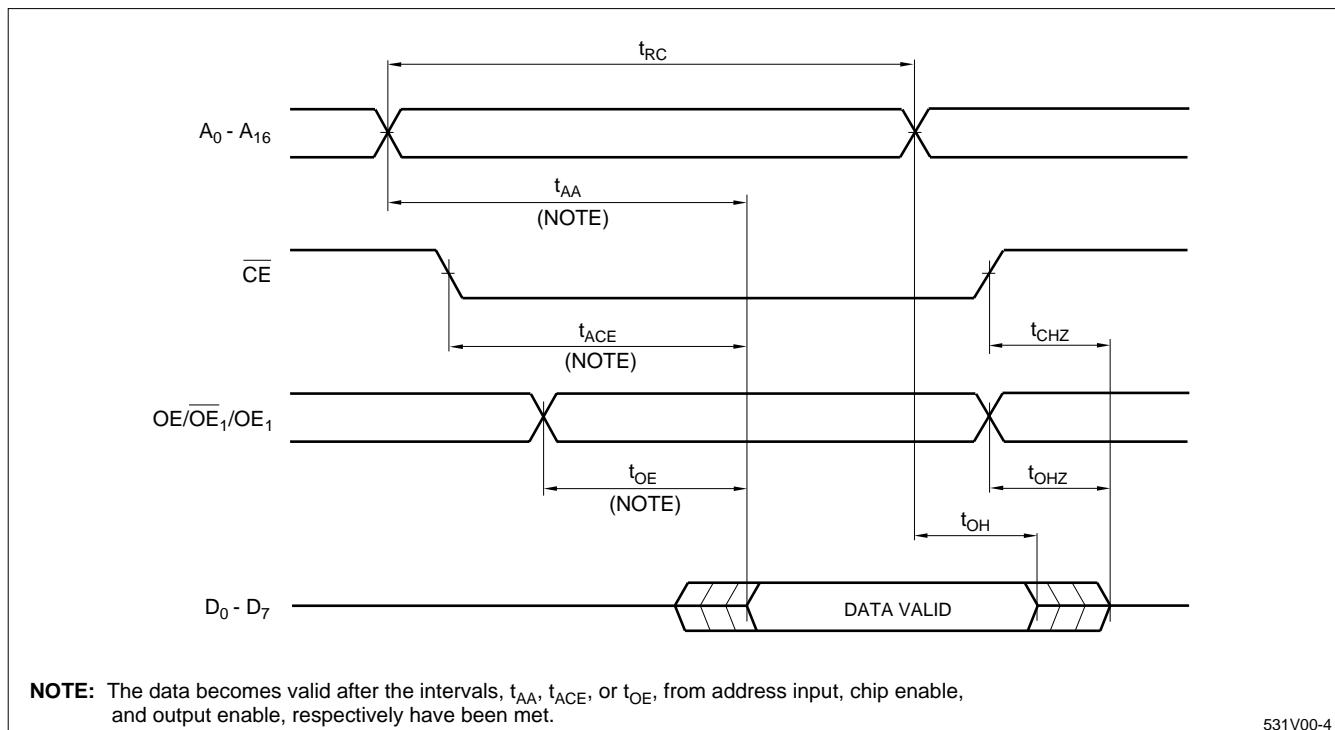 tRC
A0 - A16
tAA
(NOTE)
C̅E̅
tACE
(NOTE)
tCHZ
OE/O̅E̅1/OE1
tOE
(NOTE)
tOHZ
tOH
D0 - D7
DATA VALID
NOTE: The data becomes valid after the intervals, tAA, tACE, or tOE, from address input, chip enable,
and output enable, respectively have been met.
531V00-4